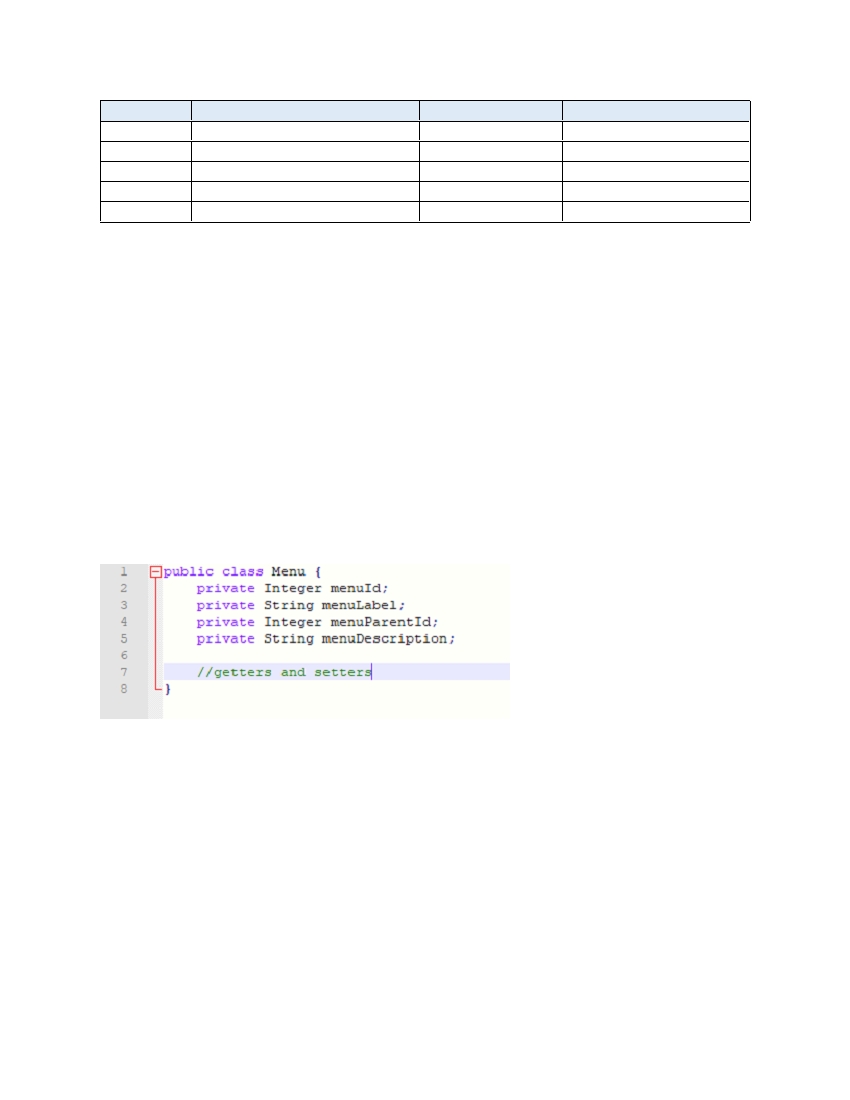 1 public class Menu {
2 private Integer menuId;
3 private String menuLabel;
4 private Integer menuParentId;
5 private String menuDescription;
6
7 //getters and setters
8 }